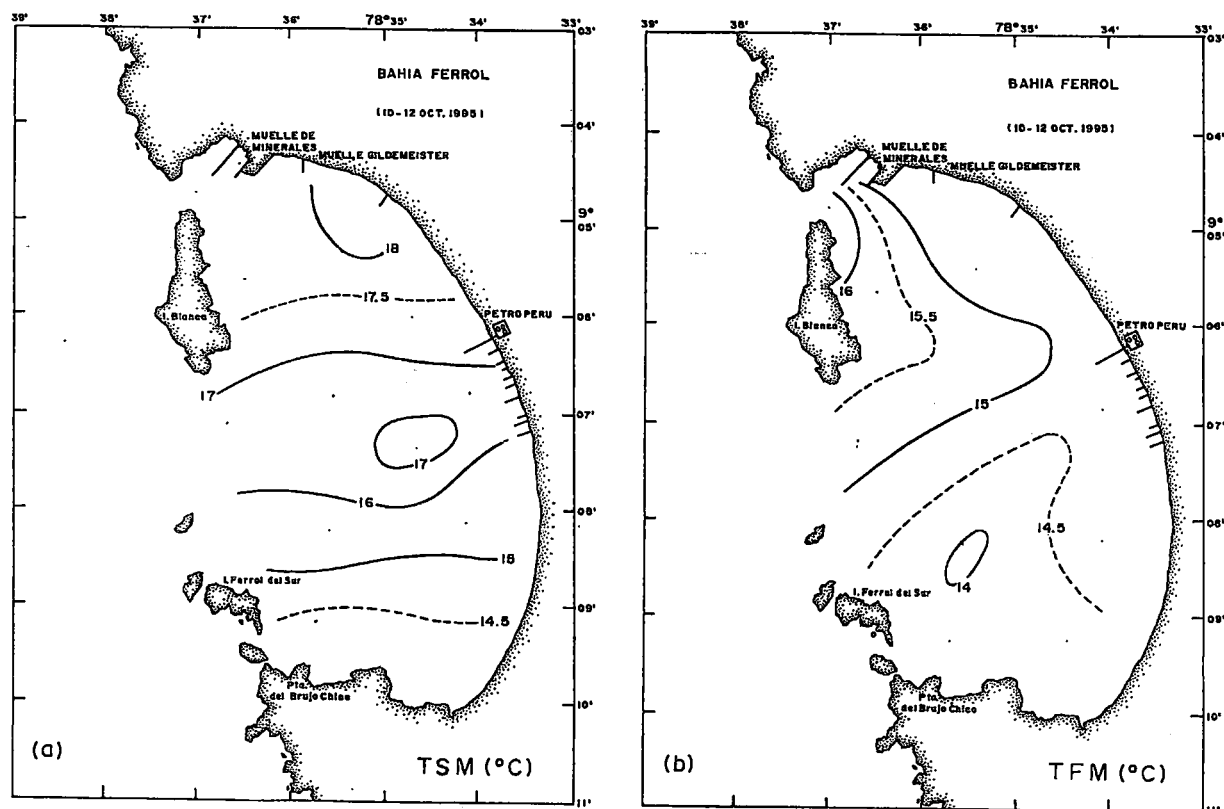 39' 38' 37' 36' 78°35' 34' 33'
03'
BAHIA FERROL
(10-12 OCT. 1995)
04'
MUELLE DE
MINERALES
MUELLE GILDEMEISTER
9°
05'
18
17.5
I. Blanca
PETROPERU
06'
17
07'
17
16
08'
15
I. Ferrol del Sur
14.5
09'
Pta.
del Brujo Chico
10'
(a)
TSM (°C)
11'
39' 38' 37' 36' 78°35' 34' 33'
03'
BAHIA FERROL
(10-12 OCT. 1995)
04'
MUELLE DE
MINERALES
MUELLE GILDEMEISTER
9°
05'
16
15.5
I. Blanca
PETROPERU
06'
15
07'
14.5
08'
14
I. Ferrol del Sur
09'
Pta.
del Brujo Chico
10'
(b)
TFM (°C)
11'